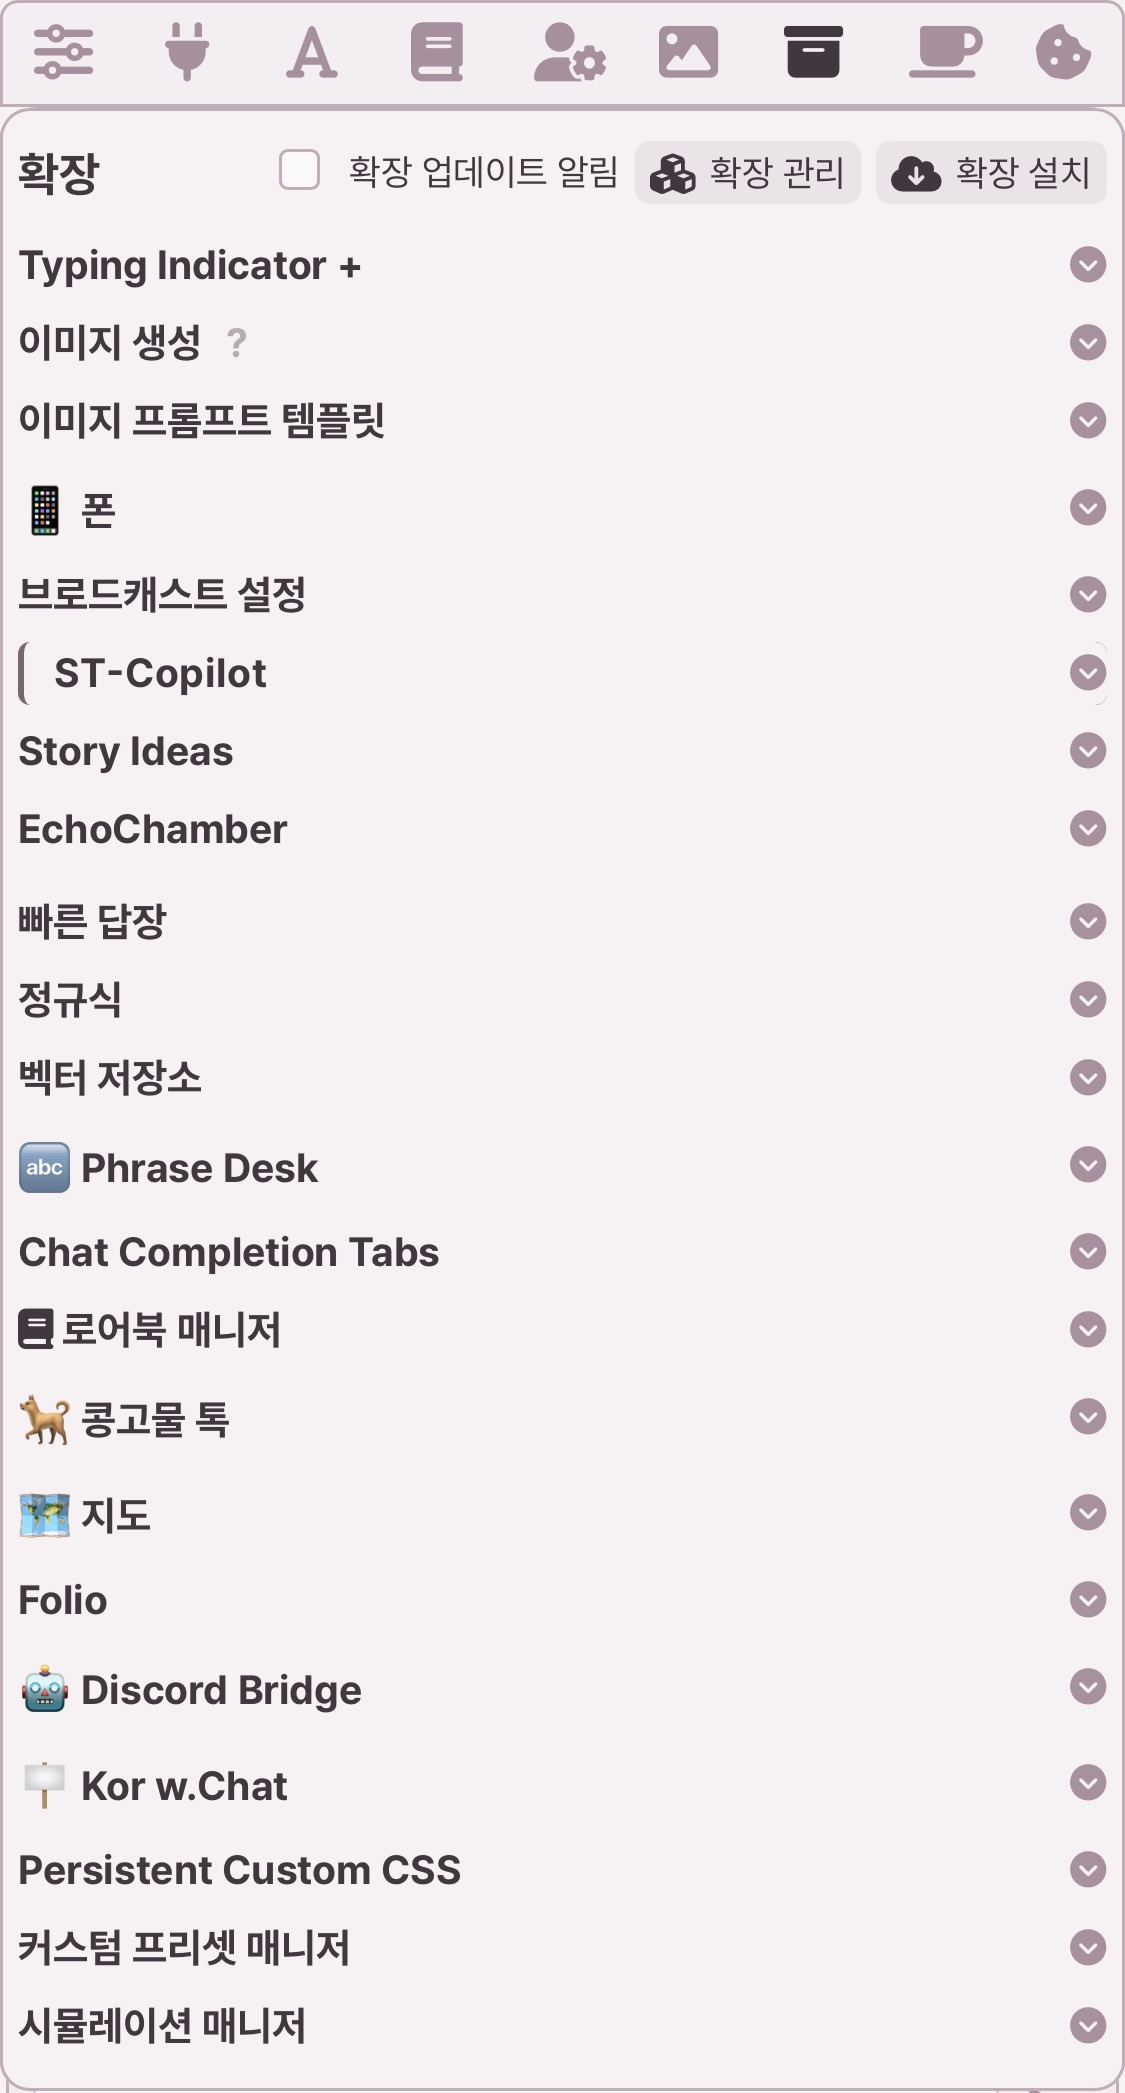 확장
확장 업데이트 알림
확장 관리
확장 설치
Typing Indicator +
이미지 생성 ?
이미지 프롬프트 템플릿
📱 폰
브로드캐스트 설정
ST-Copilot
Story Ideas
EchoChamber
빠른 답장
정규식
벡터 저장소
🔤 Phrase Desk
Chat Completion Tabs
로어북 매니저
🐕 콩고물 톡
🗺️ 지도
Folio
🤖 Discord Bridge
🪧 Kor w.Chat
Persistent Custom CSS
커스텀 프리셋 매니저
시뮬레이션 매니저